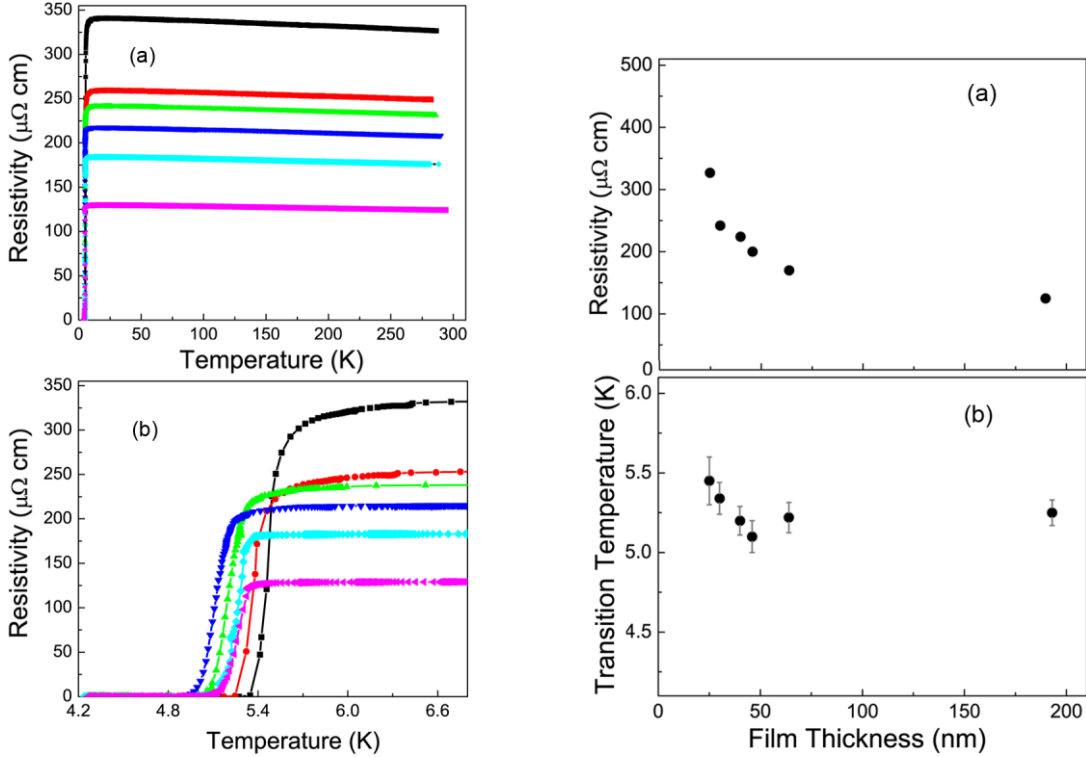 350
300
250
200
150
100
50
0
(a)
Resistivity (μΩ cm)
0 50 100 150 200 250 300
Temperature (K)
350
300
250
200
150
100
50
0
(b)
Resistivity (μΩ cm)
4.2 4.8 5.4 6.0 6.6
Temperature (K)
500
400
300
200
100
0
(a)
Resistivity (μΩ cm)
6.0
5.5
5.0
4.5
(b)
Transition Temperature (K)
0 50 100 150 200
Film Thickness (nm)